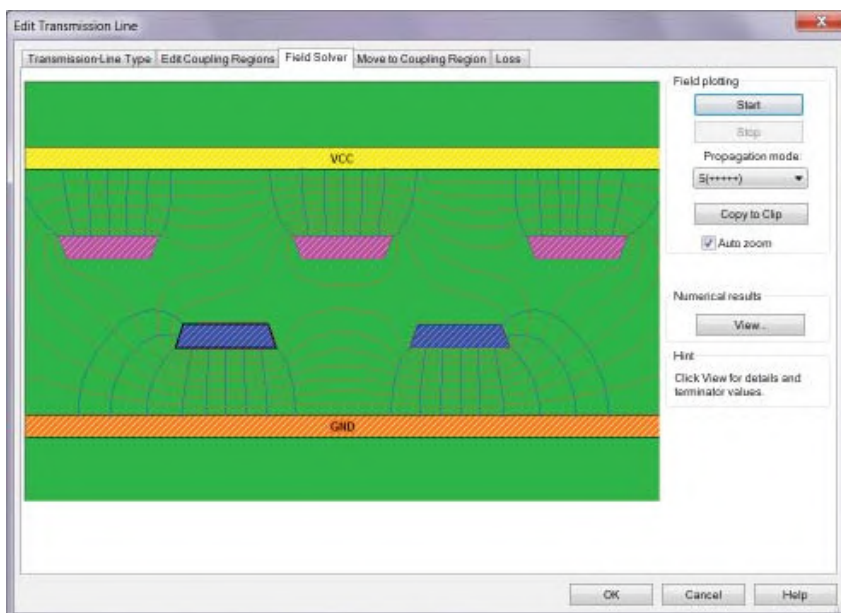 Edit Transmission Line
Transmission-Line Type Edit Coupling Regions Field Solver Move to Coupling Region Loss
VCC
GND
Field plotting
Start
Stop
Propagation mode:
5(+++++)
Copy to Clip
Auto zoom
Numerical results
View...
Hint
Click View for details and
terminator values.
OK Cancel Help